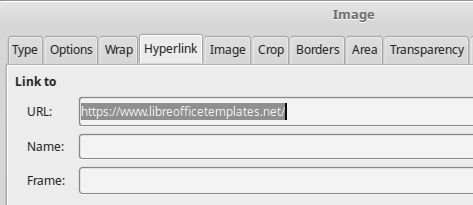 Image
Type Options Wrap Hyperlink Image Crop Borders Area Transparency
Link to
URL: https://www.libreofficetemplates.net/
Name:
Frame: